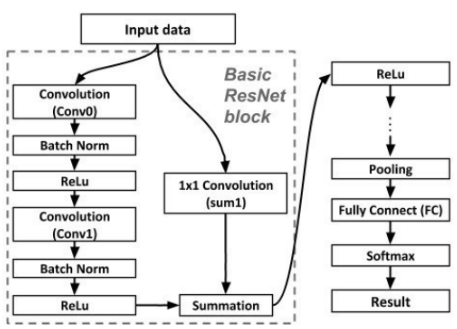 Input data
Basic
ResNet
block
Convolution
(Conv0)
Batch Norm
ReLu
Convolution
(Conv1)
Batch Norm
ReLu
1x1 Convolution
(sum1)
Summation
ReLu
Pooling
Fully Connect (FC)
Softmax
Result